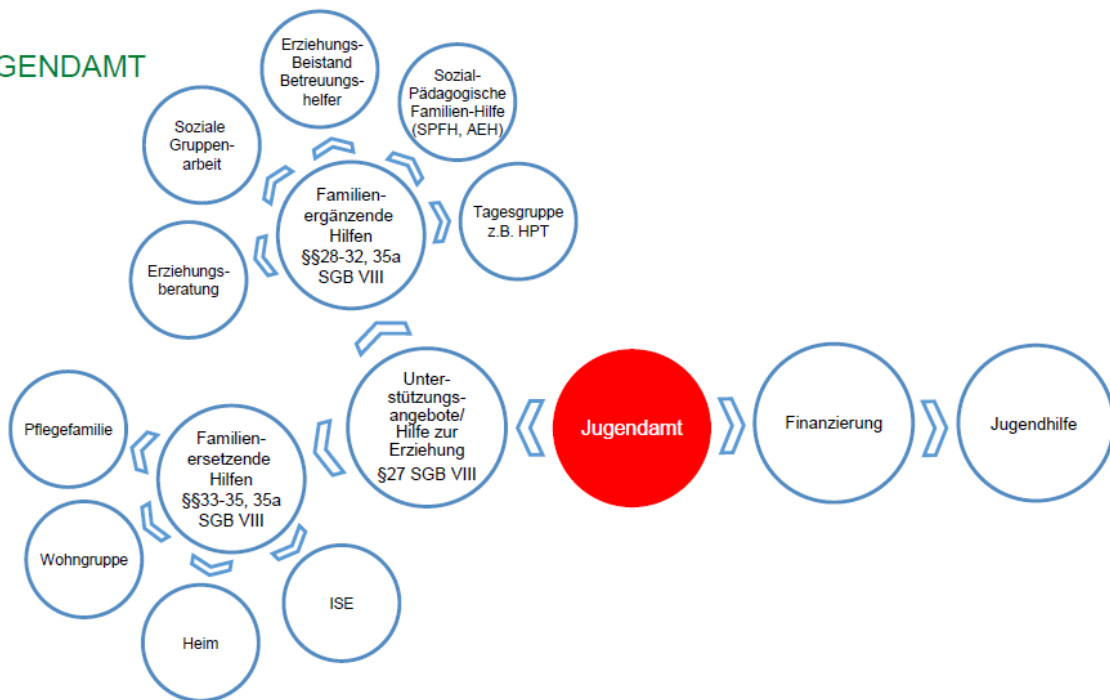 GENDAMT
Erziehungs-
Beistand
Betreuungs-
helfer
Sozial-
Pädagogische
Familien-Hilfe
(SPFH, AEH)
Soziale
Gruppen-
arbeit
Familien-
ergänzende
Hilfen
§§28-32, 35a
SGB VIII
Tagesgruppe
z.B. HPT
Erziehungs-
beratung
Unter-
stützungs-
angebote/
Hilfe zur
Erziehung
§27 SGB VIII
Jugendamt
Finanzierung
Jugendhilfe
Pflegefamilie
Familien-
ersetzende
Hilfen
§§33-35, 35a
SGB VIII
Wohngruppe
Heim
ISE